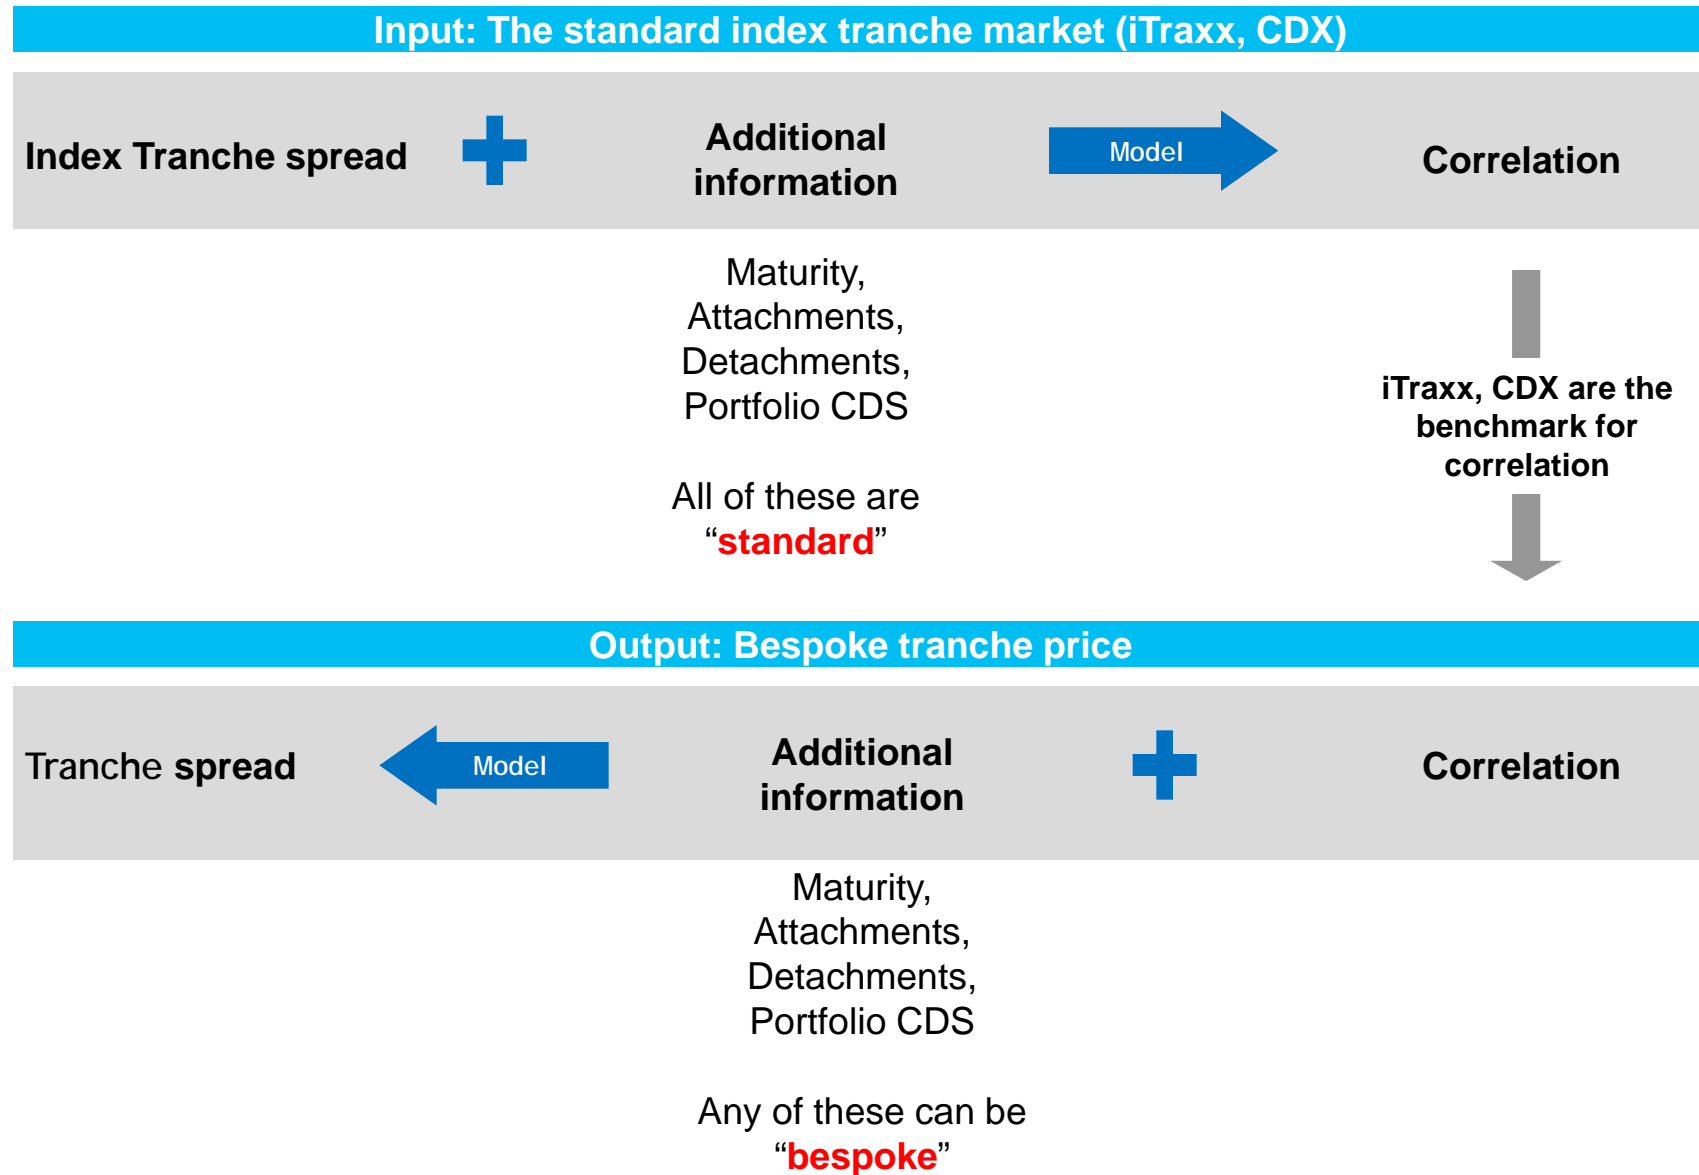 Input: The standard index tranche market (iTraxx, CDX)
Index Tranche spread
Additional
information
Model
Correlation
Maturity,
Attachments,
Detachments,
Portfolio CDS
All of these are
“standard”
iTraxx, CDX are the
benchmark for
correlation
Output: Bespoke tranche price
Tranche spread
Model
Additional
information
Correlation
Maturity,
Attachments,
Detachments,
Portfolio CDS
Any of these can be
“bespoke”